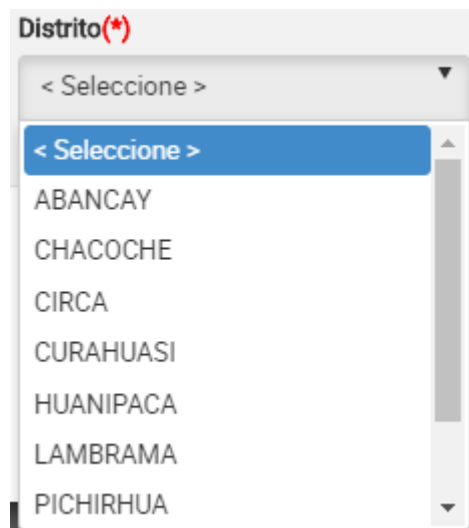 Distrito(*)
< Seleccione >
< Seleccione >
ABANCAY
CHACOCHE
CIRCA
CURAHUASI
HUANIPACA
LAMBRAMA
PICHIRHUA